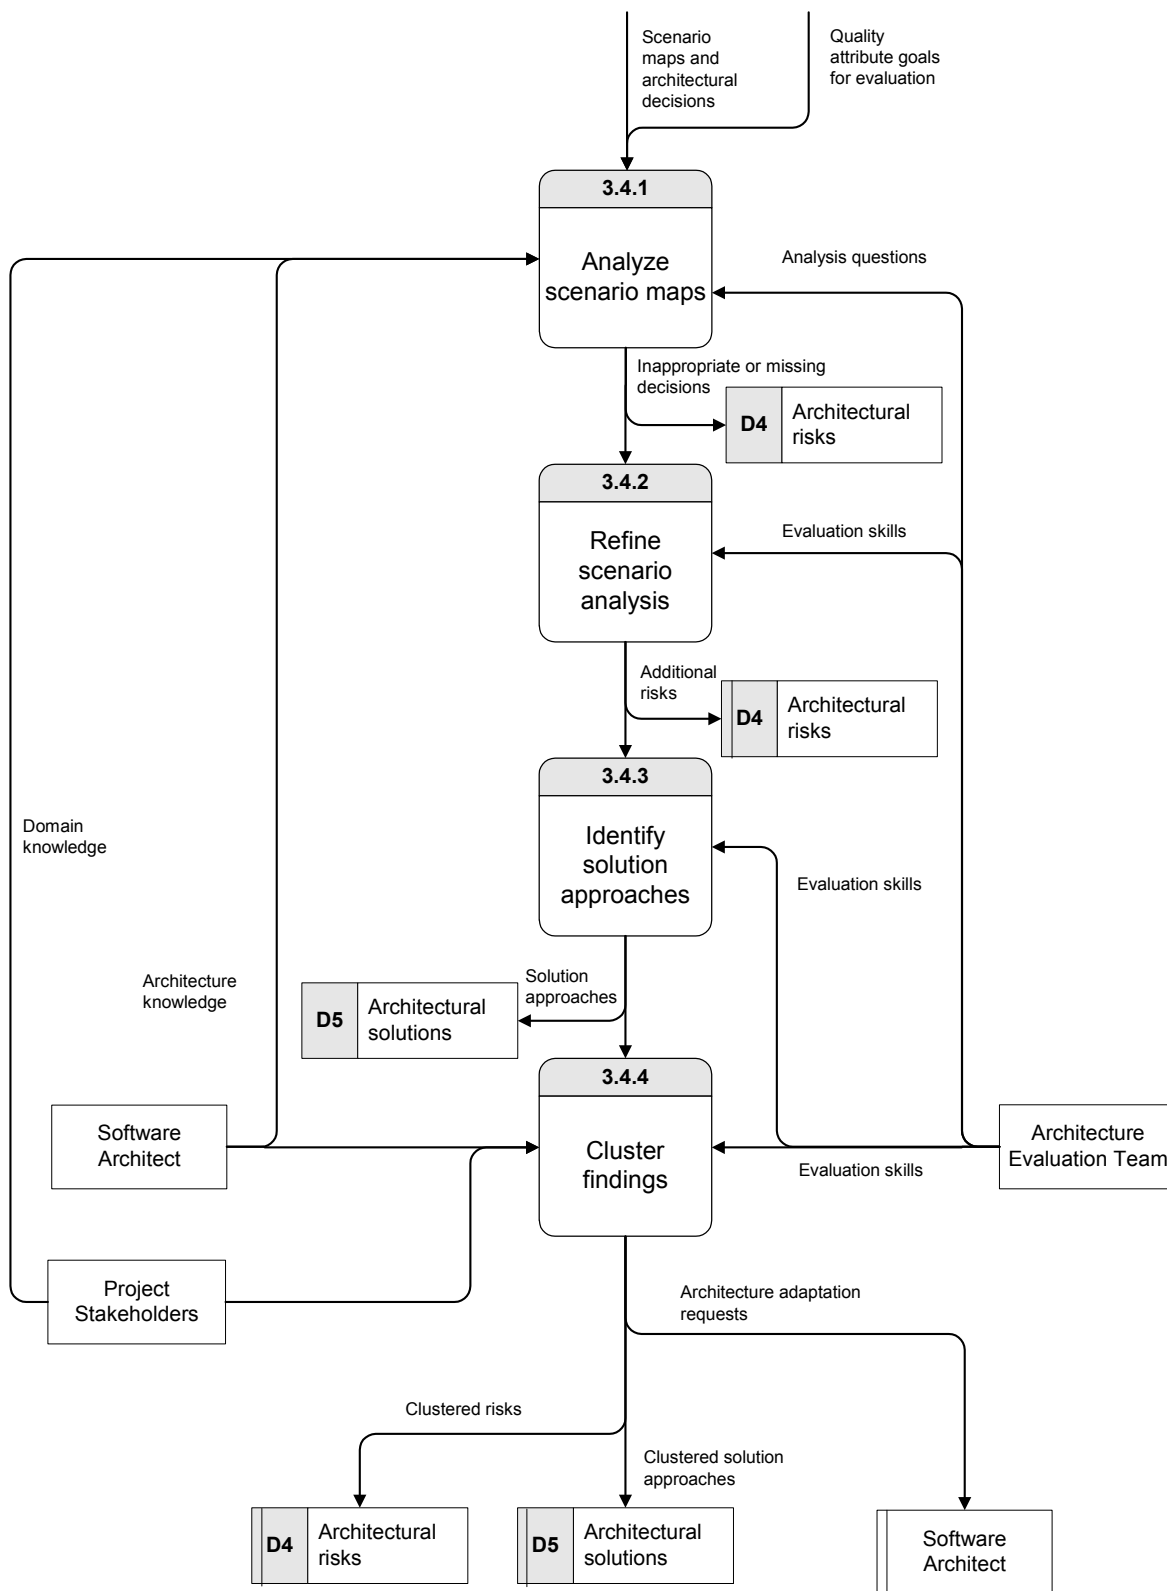 Scenario
maps and
architectural
decisions
Quality
attribute goals
for evaluation
3.4.1
Analyze
scenario maps
Analysis questions
Inappropriate or missing
decisions
D4
Architectural
risks
3.4.2
Refine
scenario
analysis
Evaluation skills
Additional
risks
D4
Architectural
risks
3.4.3
Identify
solution
approaches
Domain
knowledge
Evaluation skills
Architecture
knowledge
Solution
approaches
D5
Architectural
solutions
3.4.4
Cluster
findings
Software
Architect
Architecture
Evaluation Team
Evaluation skills
Project
Stakeholders
Architecture adaptation
requests
Clustered risks
Clustered solution
approaches
D4
Architectural
risks
D5
Architectural
solutions
Software
Architect